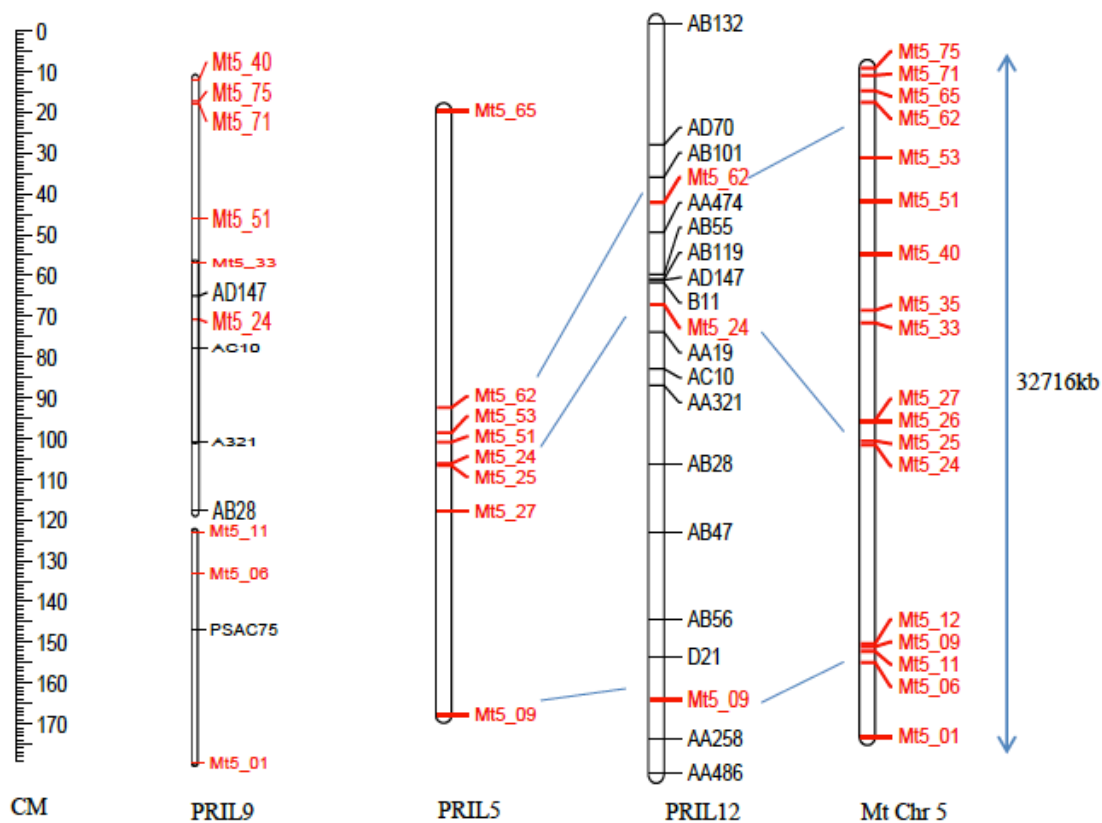 0
10
20
30
40
50
60
70
80
90
100
110
120
130
140
150
160
170
CM
Mt5_40
Mt5_75
Mt5_71
Mt5_51
Mt5_33
AD147
Mt5_24
AC10
A321
AB28
Mt5_11
Mt5_06
PSAC75
Mt5_01
PRIL9
Mt5_65
Mt5_62
Mt5_53
Mt5_51
Mt5_24
Mt5_25
Mt5_27
Mt5_09
PRIL5
AB132
AD70
AB101
Mt5_62
AA474
AB55
AB119
AD147
B11
Mt5_24
AA19
AC10
AA321
AB28
AB47
AB56
D21
Mt5_09
AA258
AA486
PRIL12
Mt5_75
Mt5_71
Mt5_65
Mt5_62
Mt5_53
Mt5_51
Mt5_40
Mt5_35
Mt5_33
Mt5_27
Mt5_26
Mt5_25
Mt5_24
Mt5_12
Mt5_09
Mt5_11
Mt5_06
Mt5_01
Mt Chr 5
32716kb